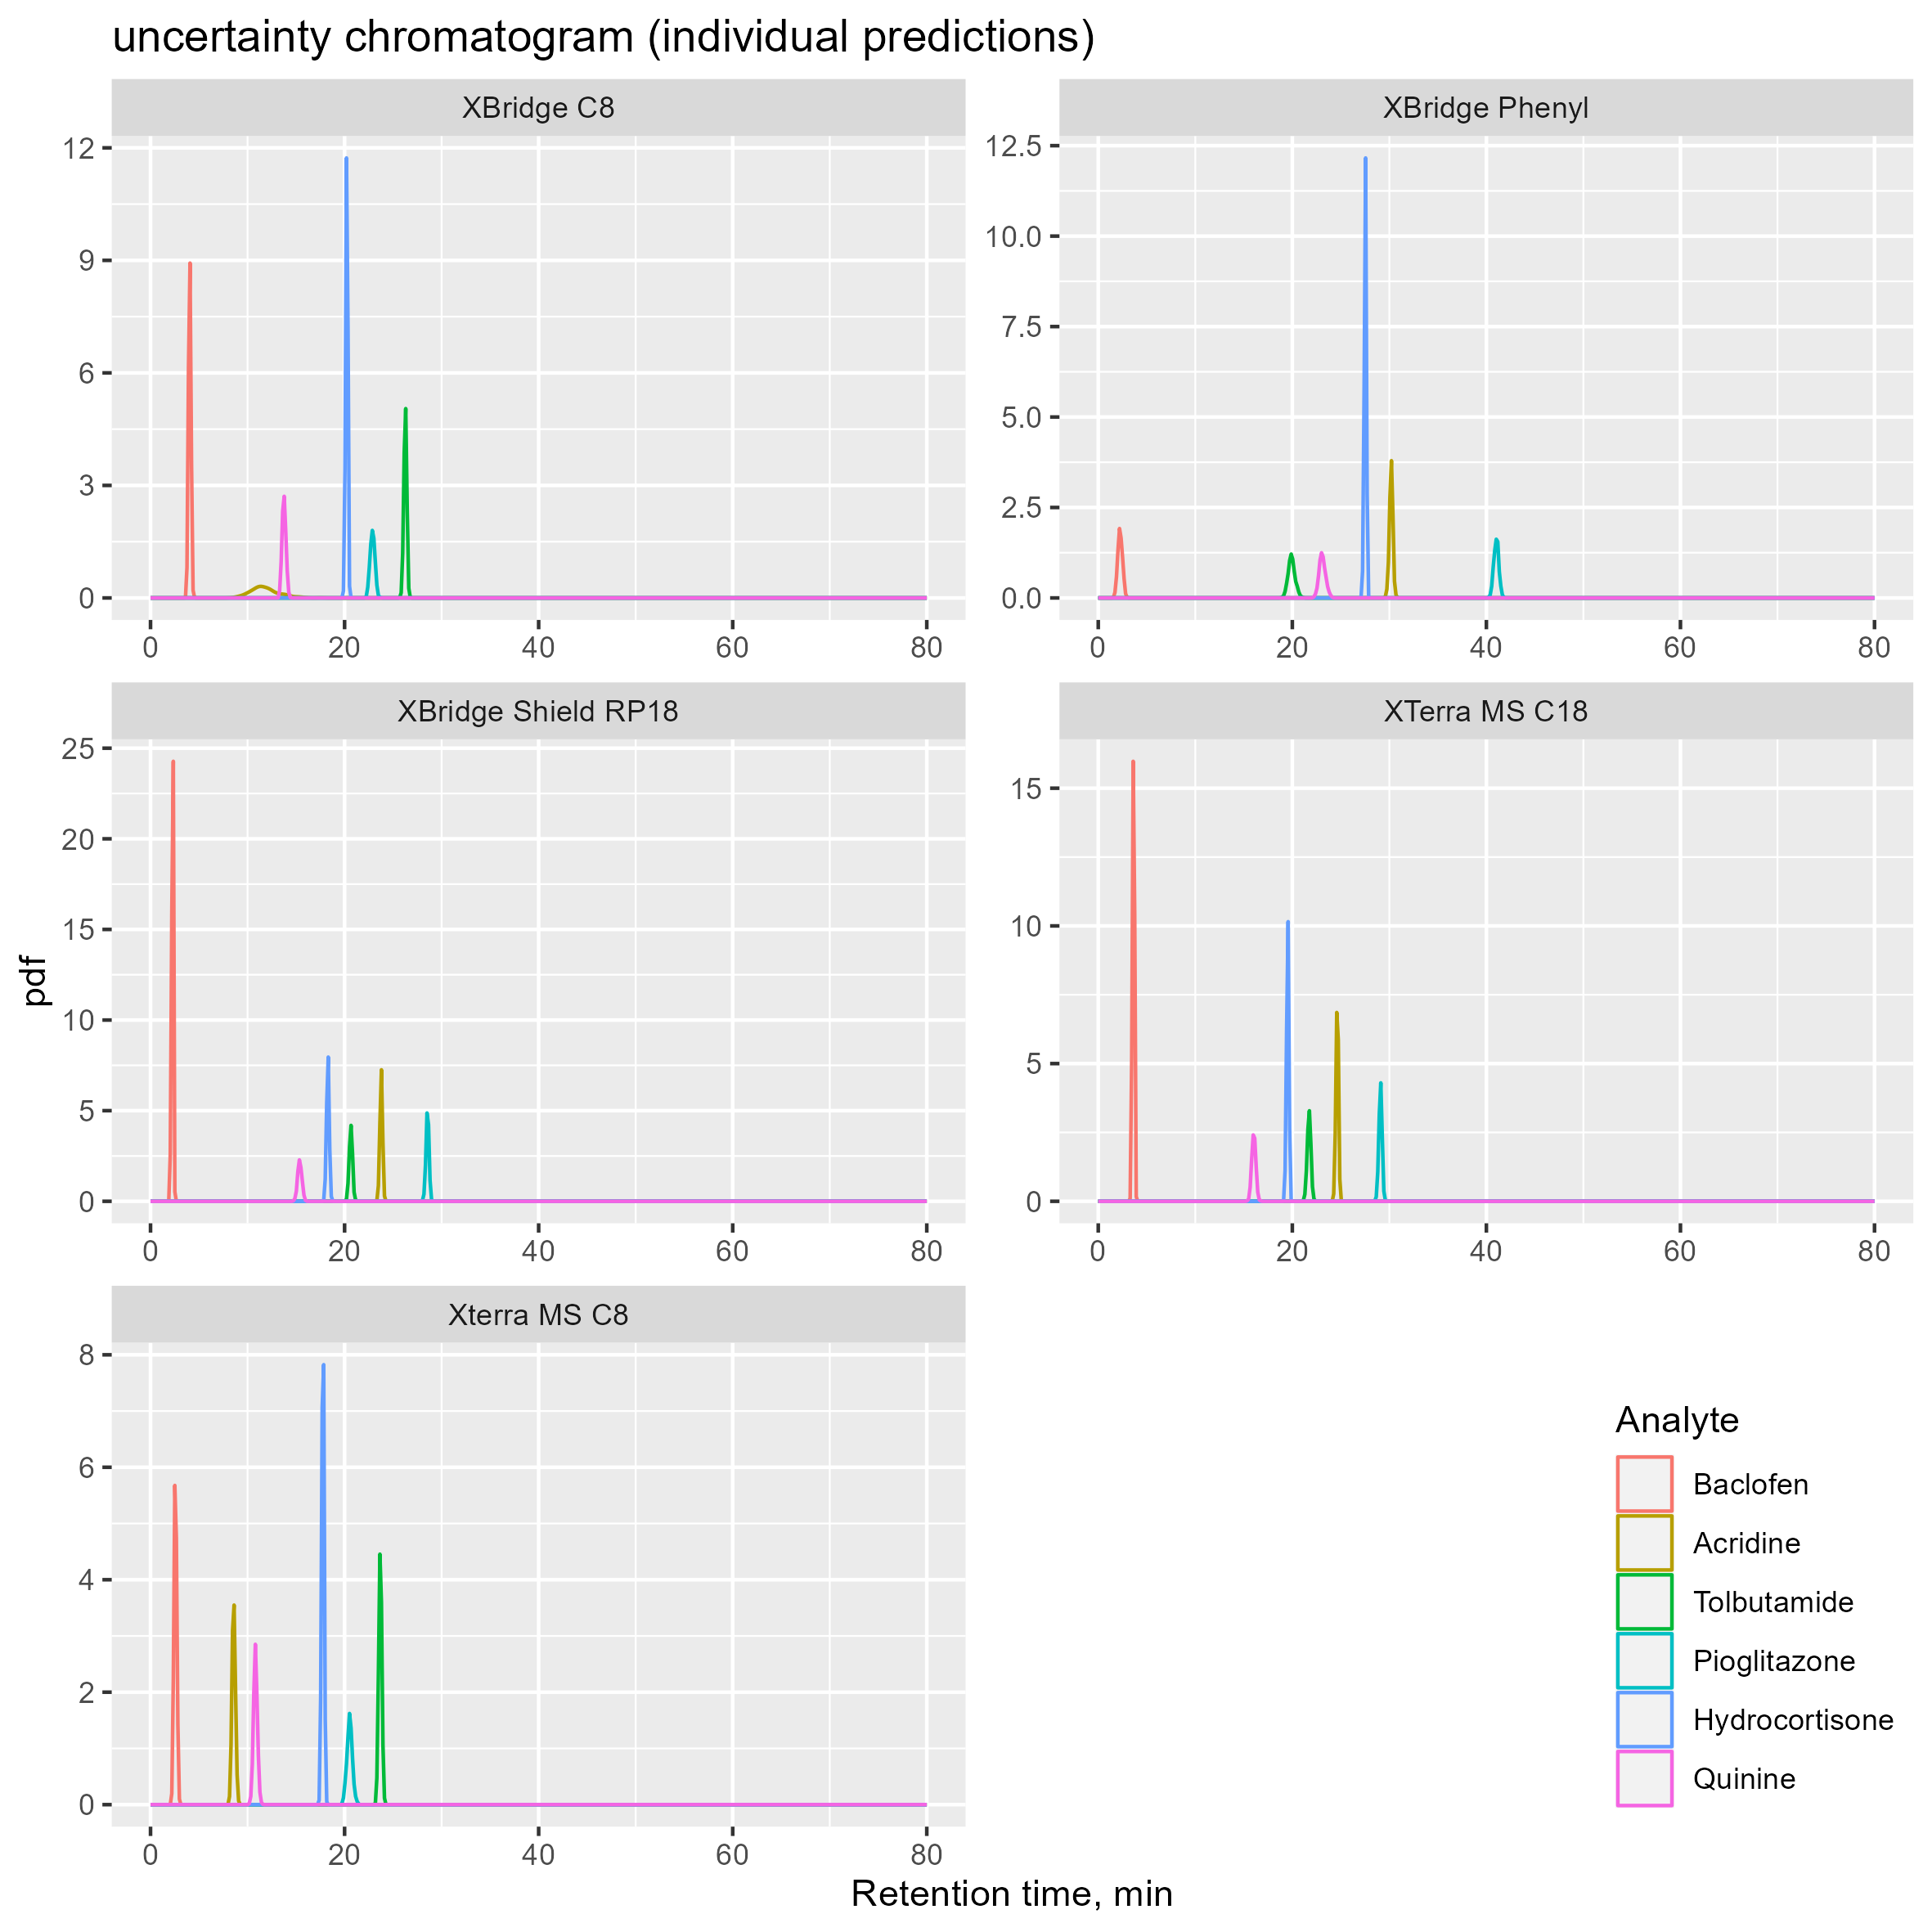 uncertainty chromatogram (individual predictions)
XBridge C8
12
9
6
3
0
0 20 40 60 80
XBridge Phenyl
12.5
10.0
7.5
5.0
2.5
0.0
0 20 40 60 80
XBridge Shield RP18
25
20
15
10
5
0
0 20 40 60 80
XTerra MS C18
15
10
5
0
0 20 40 60 80
Xterra MS C8
8
6
4
2
0
0 20 40 60 80
pdf
Retention time, min
Analyte
Baclofen
Acridine
Tolbutamide
Pioglitazone
Hydrocortisone
Quinine